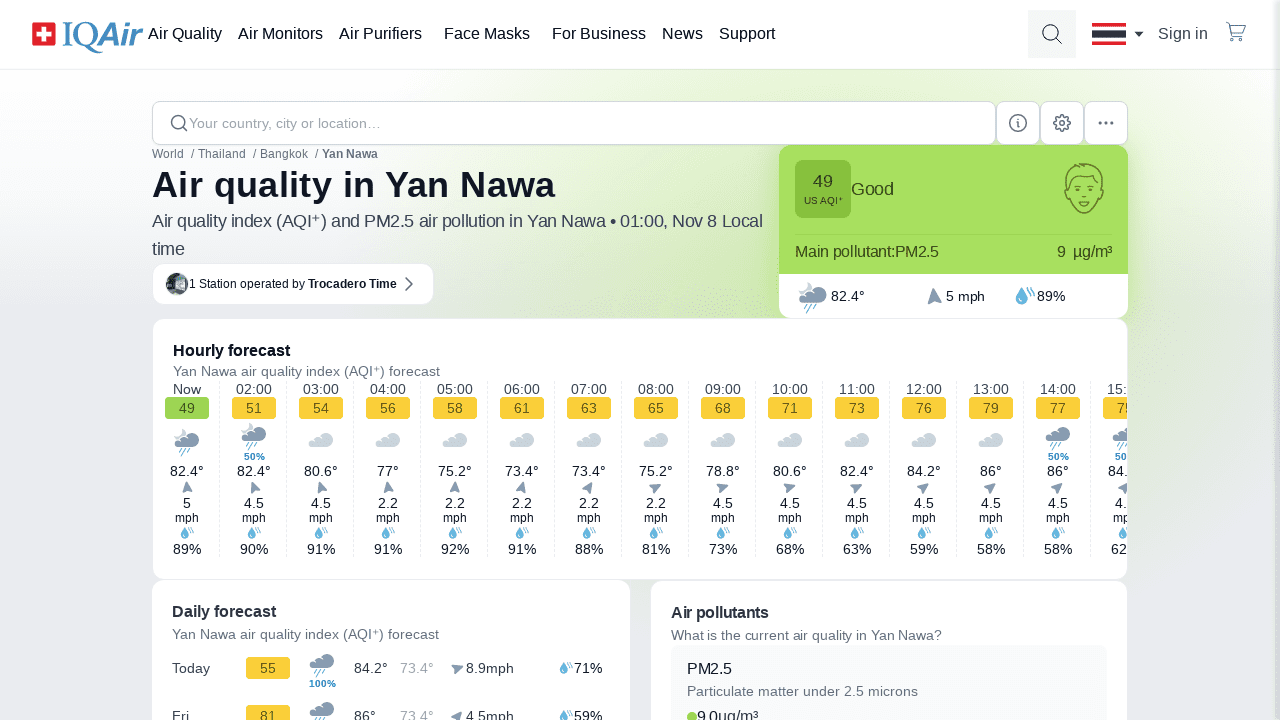 IQAir Air Quality Air Monitors Air Purifiers Face Masks For Business News Support Sign in
Your country, city or location...
World / Thailand / Bangkok / Yan Nawa
Air quality in Yan Nawa
Air quality index (AQI⁺) and PM2.5 air pollution in Yan Nawa • 01:00, Nov 8 Local
time
1 Station operated by Trocadero Time
49
US AQI⁺
Good
Main pollutant:PM2.5 9 µg/m³
82.4° 5 mph 89%
Hourly forecast
Yan Nawa air quality index (AQI⁺) forecast
Now 02:00 03:00 04:00 05:00 06:00 07:00 08:00 09:00 10:00 11:00 12:00 13:00 14:00 15:
49 51 54 56 58 61 63 65 68 71 73 76 79 77
50% 50%
82.4° 82.4° 80.6° 77° 75.2° 73.4° 73.4° 75.2° 78.8° 80.6° 82.4° 84.2° 86° 86° 84.
5 4.5 4.5 2.2 2.2 2.2 2.2 2.2 4.5 4.5 4.5 4.5 4.5 4.5 4.
mph mph mph mph mph mph mph mph mph mph mph mph mph mph
89% 90% 91% 91% 92% 91% 88% 81% 73% 68% 63% 59% 58% 58% 62
Daily forecast
Yan Nawa air quality index (AQI⁺) forecast
Today 55 84.2° 73.4° 8.9mph 71%
100%
Fri 81 86° 73.4° 4.5mph 59%
Air pollutants
What is the current air quality in Yan Nawa?
PM2.5
Particulate matter under 2.5 microns
9.0µg/m³